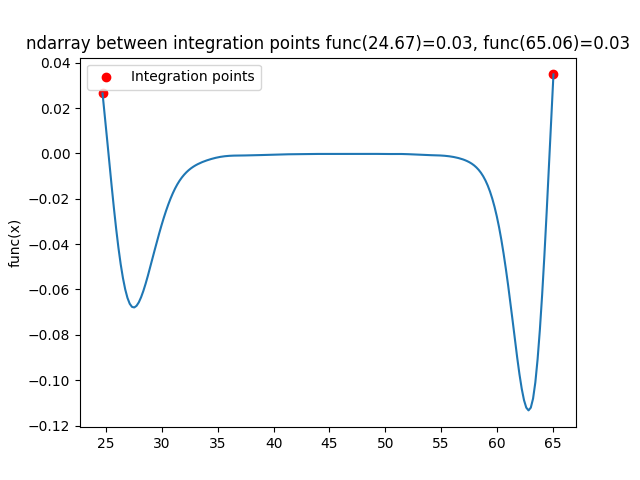 ndarray between integration points func(24.67)=0.03, func(65.06)=0.03
Integration points
func(x)
0.04
0.02
0.00
−0.02
−0.04
−0.06
−0.08
−0.10
−0.12
25 30 35 40 45 50 55 60 65